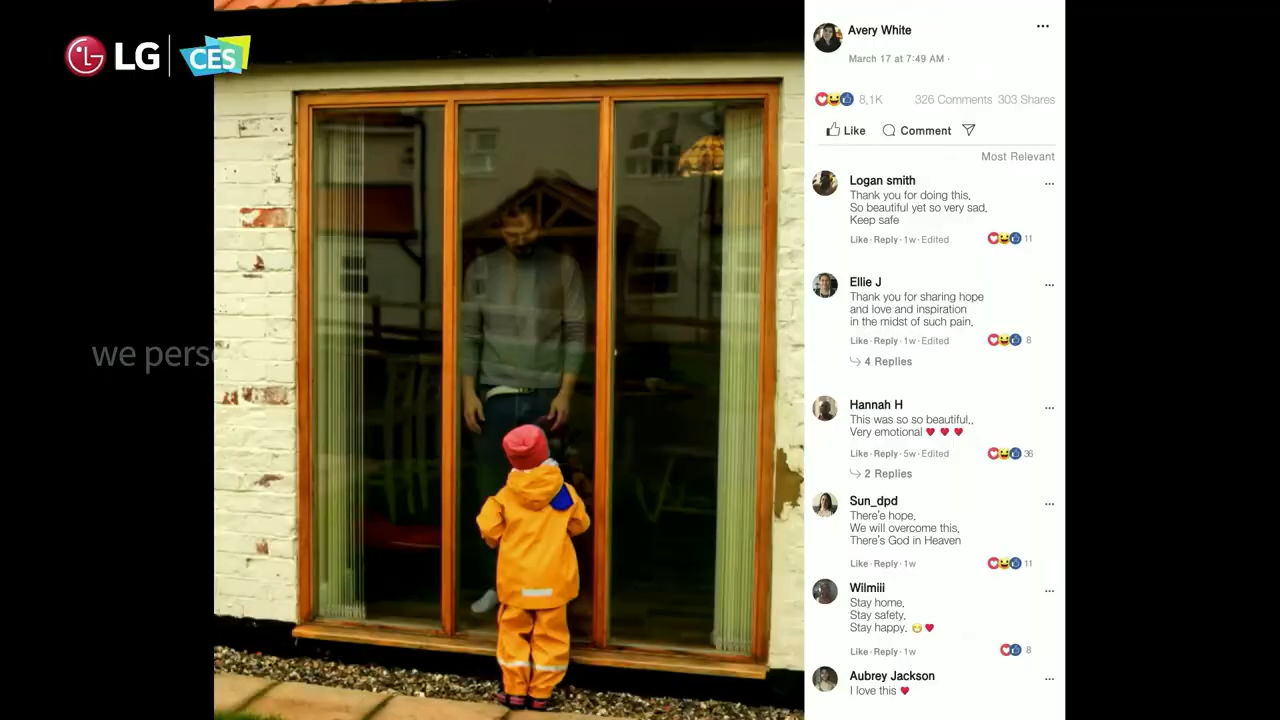 LG
CES
we pers
Avery White
March 17 at 7:49 AM ·
8,1K
326 Comments 303 Shares
Like
Comment
Most Relevant
Logan smith
Thank you for doing this,
So beautiful yet so very sad,
Keep safe
Like · Reply · 1w · Edited
11
Ellie J
Thank you for sharing hope
and love and inspiration
in the midst of such pain,
Like · Reply · 1w · Edited
8
4 Replies
Hannah H
This was so so beautiful,,
Very emotional ♥ ♥ ♥
Like · Reply · 5w · Edited
36
2 Replies
Sun_dpd
There'e hope,
We will overcome this,
There's God in Heaven
Like · Reply · 1w
11
Wilmiii
Stay home,
Stay safety,
Stay happy, 😁♥
Like · Reply · 1w
8
Aubrey Jackson
I love this ♥